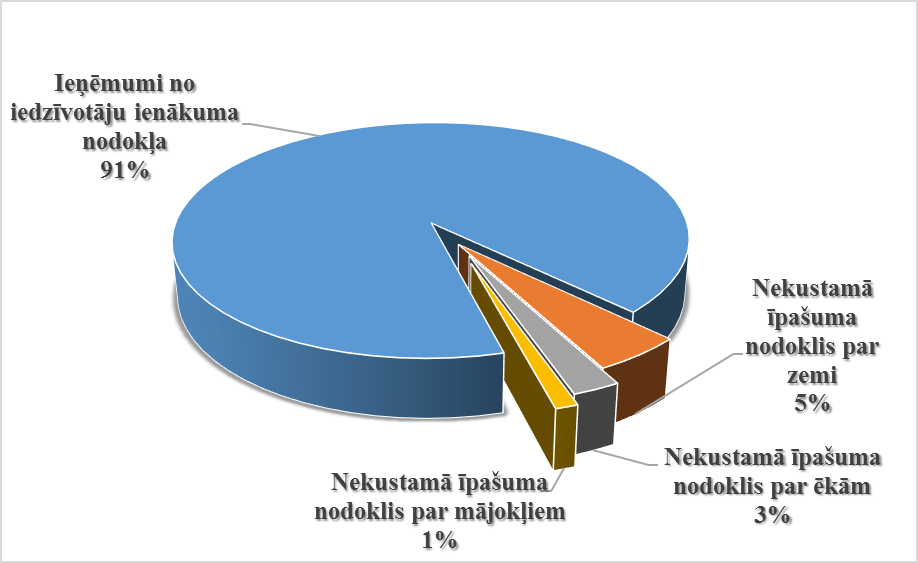 Ieņēmumi no
iedzīvotāju ienākuma
nodokļa
91%
Nekustamā
īpašuma
nodoklis par
zemi
5%
Nekustamā īpašuma
nodoklis par ēkām
3%
Nekustamā īpašuma
nodoklis par mājokļiem
1%